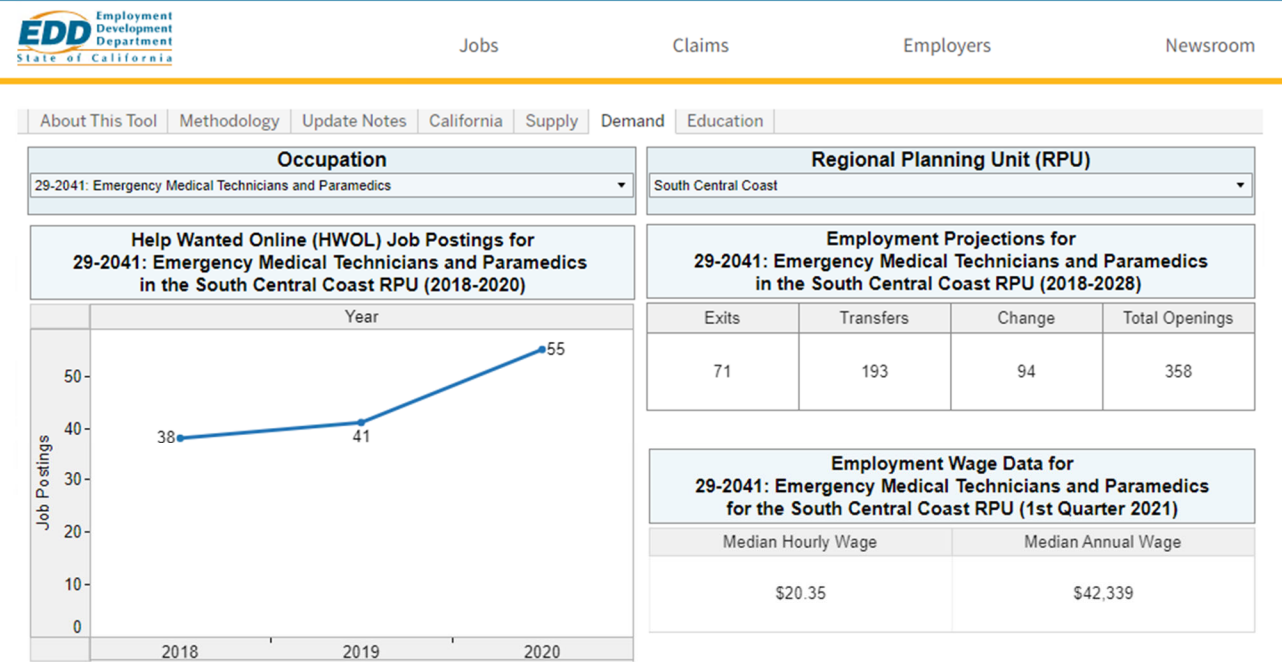 EDD
Employment
Development
Department
State of California
Jobs
Claims
Employers
Newsroom
About This Tool
Methodology
Update Notes
California
Supply
Demand
Education
Occupation
29-2041: Emergency Medical Technicians and Paramedics
Regional Planning Unit (RPU)
South Central Coast
Help Wanted Online (HWOL) Job Postings for
29-2041: Emergency Medical Technicians and Paramedics
in the South Central Coast RPU (2018-2020)
Year
Job Postings
50
40
30
20
10
0
38
41
55
2018
2019
2020
Employment Projections for
29-2041: Emergency Medical Technicians and Paramedics
in the South Central Coast RPU (2018-2028)
Exits
Transfers
Change
Total Openings
71
193
94
358
Employment Wage Data for
29-2041: Emergency Medical Technicians and Paramedics
for the South Central Coast RPU (1st Quarter 2021)
Median Hourly Wage
Median Annual Wage
$20.35
$42,339